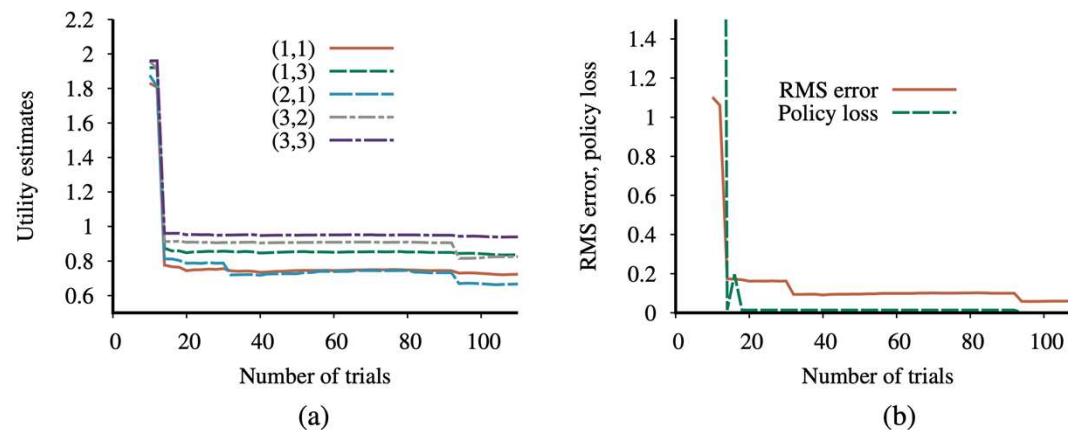 2.2
2
1.8
1.6
1.4
1.2
1
0.8
0.6
Utility estimates
(1,1)
(1,3)
(2,1)
(3,2)
(3,3)
0 20 40 60 80 100
Number of trials
(a)
1.4
1.2
1
0.8
0.6
0.4
0.2
0
RMS error, policy loss
RMS error
Policy loss
0 20 40 60 80 100
Number of trials
(b)